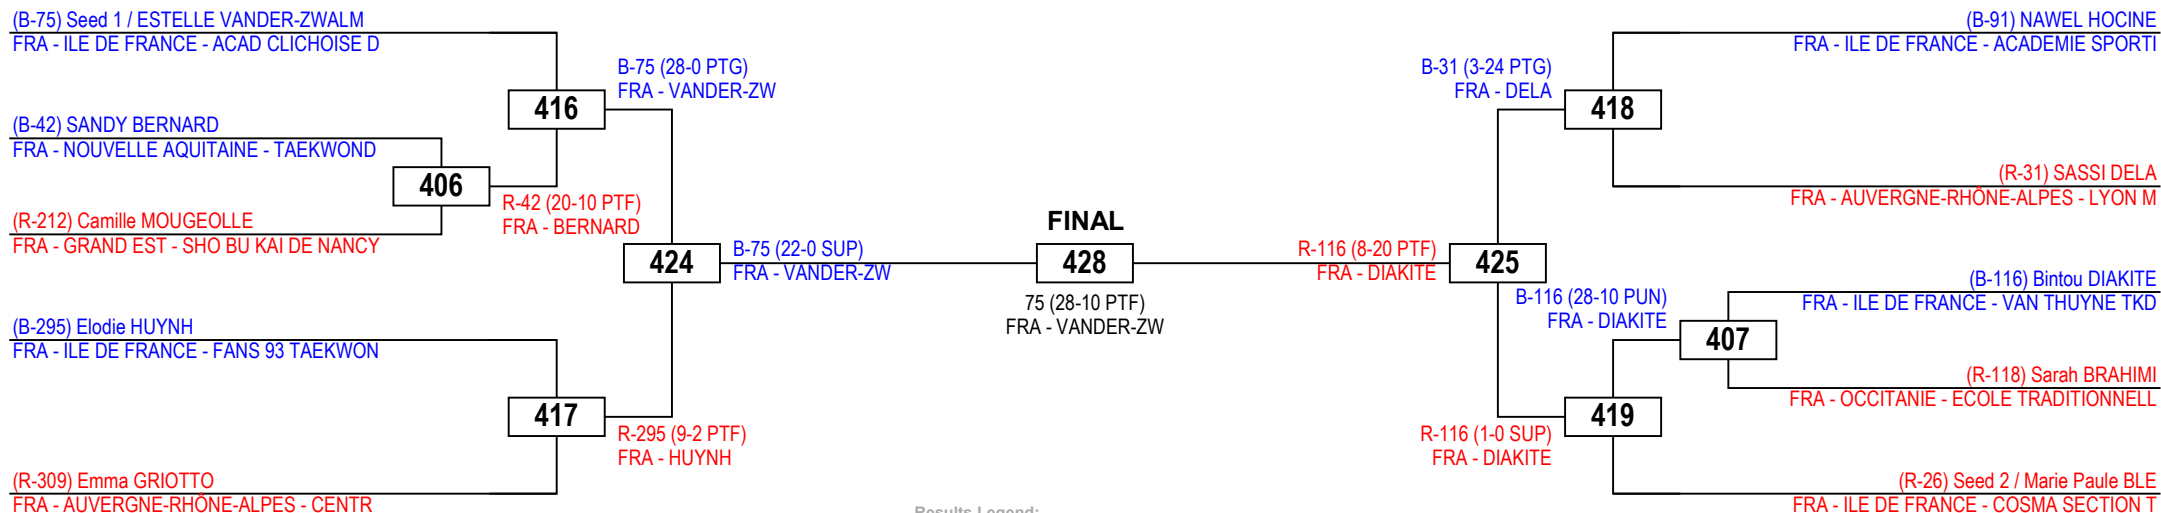 (B-75) Seed 1 / ESTELLE VANDER-ZWALM
FRA - ILE DE FRANCE - ACAD CLICHOISE D
(B-42) SANDY BERNARD
FRA - NOUVELLE AQUITAINE - TAEKWOND
(R-212) Camille MOUGEOLLE
FRA - GRAND EST - SHO BU KAI DE NANCY
(B-295) Elodie HUYNH
FRA - ILE DE FRANCE - FANS 93 TAEKWON
(R-309) Emma GRIOTTO
FRA - AUVERGNE-RHÔNE-ALPES - CENTR
406
R-42 (20-10 PTF)
FRA - BERNARD
416
B-75 (28-0 PTG)
FRA - VANDER-ZW
417
R-295 (9-2 PTF)
FRA - HUYNH
424
B-75 (22-0 SUP)
FRA - VANDER-ZW
FINAL
428
75 (28-10 PTF)
FRA - VANDER-ZW
R-116 (8-20 PTF)
FRA - DIAKITE
425
B-31 (3-24 PTG)
FRA - DELA
418
R-116 (1-0 SUP)
FRA - DIAKITE
419
B-116 (28-10 PUN)
FRA - DIAKITE
407
(B-91) NAWEL HOCINE
FRA - ILE DE FRANCE - ACADEMIE SPORTI
(R-31) SASSI DELA
FRA - AUVERGNE-RHÔNE-ALPES - LYON M
(B-116) Bintou DIAKITE
FRA - ILE DE FRANCE - VAN THUYNE TKD
(R-118) Sarah BRAHIMI
FRA - OCCITANIE - ECOLE TRADITIONNELL
(R-26) Seed 2 / Marie Paule BLE
FRA - ILE DE FRANCE - COSMA SECTION T
Results Legend: